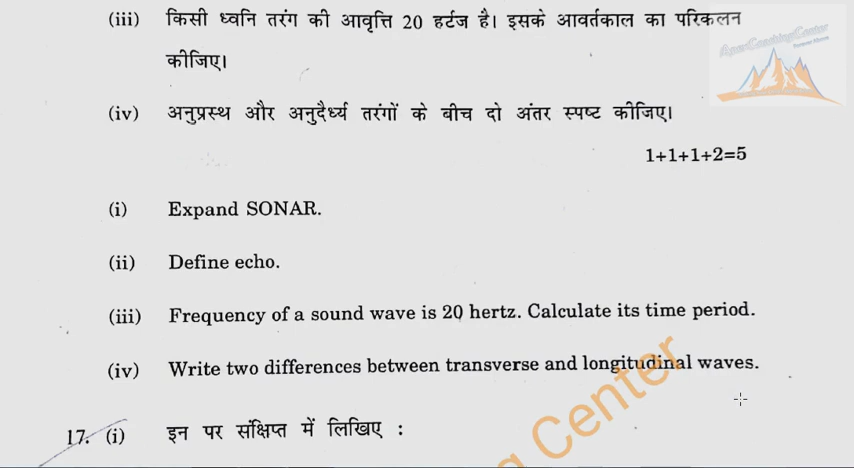 (iii) किसी ध्वनि तरंग की आवृत्ति 20 हर्टज है। इसके आवर्तकाल का परिकलन
कीजिए।
(iv) अनुप्रस्थ और अनुदैर्ध्य तरंगों के बीच दो अंतर स्पष्ट कीजिए।
1+1+1+2=5
(i) Expand SONAR.
(ii) Define echo.
(iii) Frequency of a sound wave is 20 hertz. Calculate its time period.
(iv) Write two differences between transverse and longitudinal waves.
17. (i) इन पर संक्षिप्त में लिखिए :
g Center